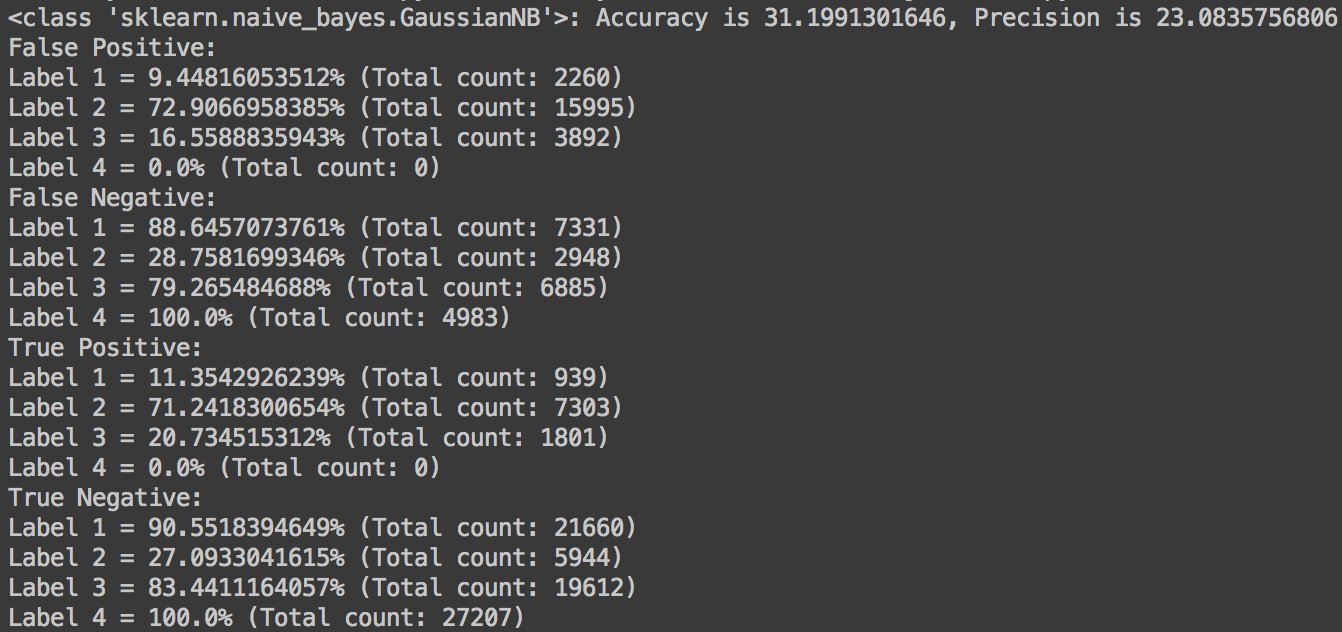 <class 'sklearn.naive_bayes.GaussianNB'>: Accuracy is 31.1991301646, Precision is 23.0835756806
False Positive:
Label 1 = 9.44816053512% (Total count: 2260)
Label 2 = 72.9066958385% (Total count: 15995)
Label 3 = 16.5588835943% (Total count: 3892)
Label 4 = 0.0% (Total count: 0)
False Negative:
Label 1 = 88.6457073761% (Total count: 7331)
Label 2 = 28.7581699346% (Total count: 2948)
Label 3 = 79.265484688% (Total count: 6885)
Label 4 = 100.0% (Total count: 4983)
True Positive:
Label 1 = 11.3542926239% (Total count: 939)
Label 2 = 71.2418300654% (Total count: 7303)
Label 3 = 20.734515312% (Total count: 1801)
Label 4 = 0.0% (Total count: 0)
True Negative:
Label 1 = 90.5518394649% (Total count: 21660)
Label 2 = 27.0933041615% (Total count: 5944)
Label 3 = 83.4411164057% (Total count: 19612)
Label 4 = 100.0% (Total count: 27207)